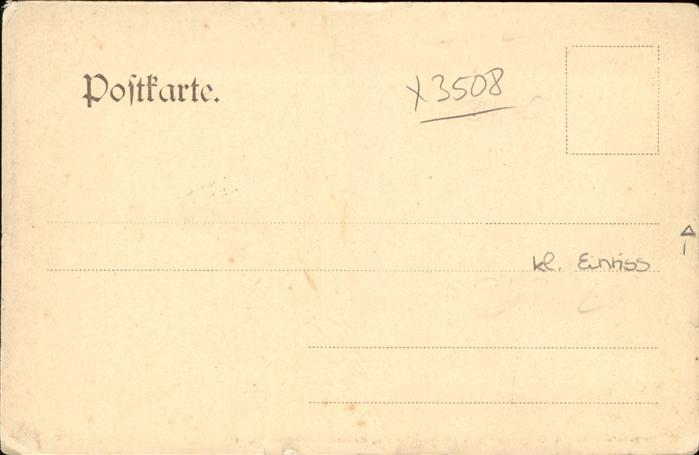 Postkarte.
x3508
kl. Einriss